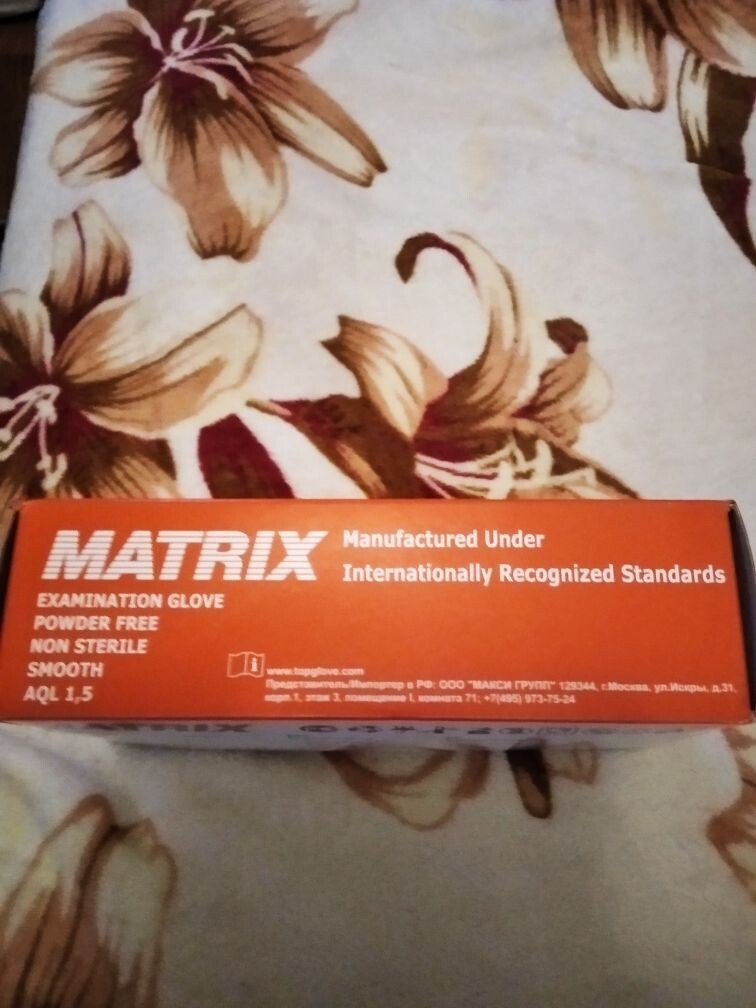 MATRIX
Manufactured Under
Internationally Recognized Standards
EXAMINATION GLOVE
POWDER FREE
NON STERILE
SMOOTH
AQL 1,5
i
www.topglove.com
Представитель/Импортер в РФ: ООО "МАКСИ ГРУПП" 129344, г.Москва, ул.Искры, д.31.
корп.1, этаж 3, помещение I, комната 71; +7(495) 973-75-24
MATRIX